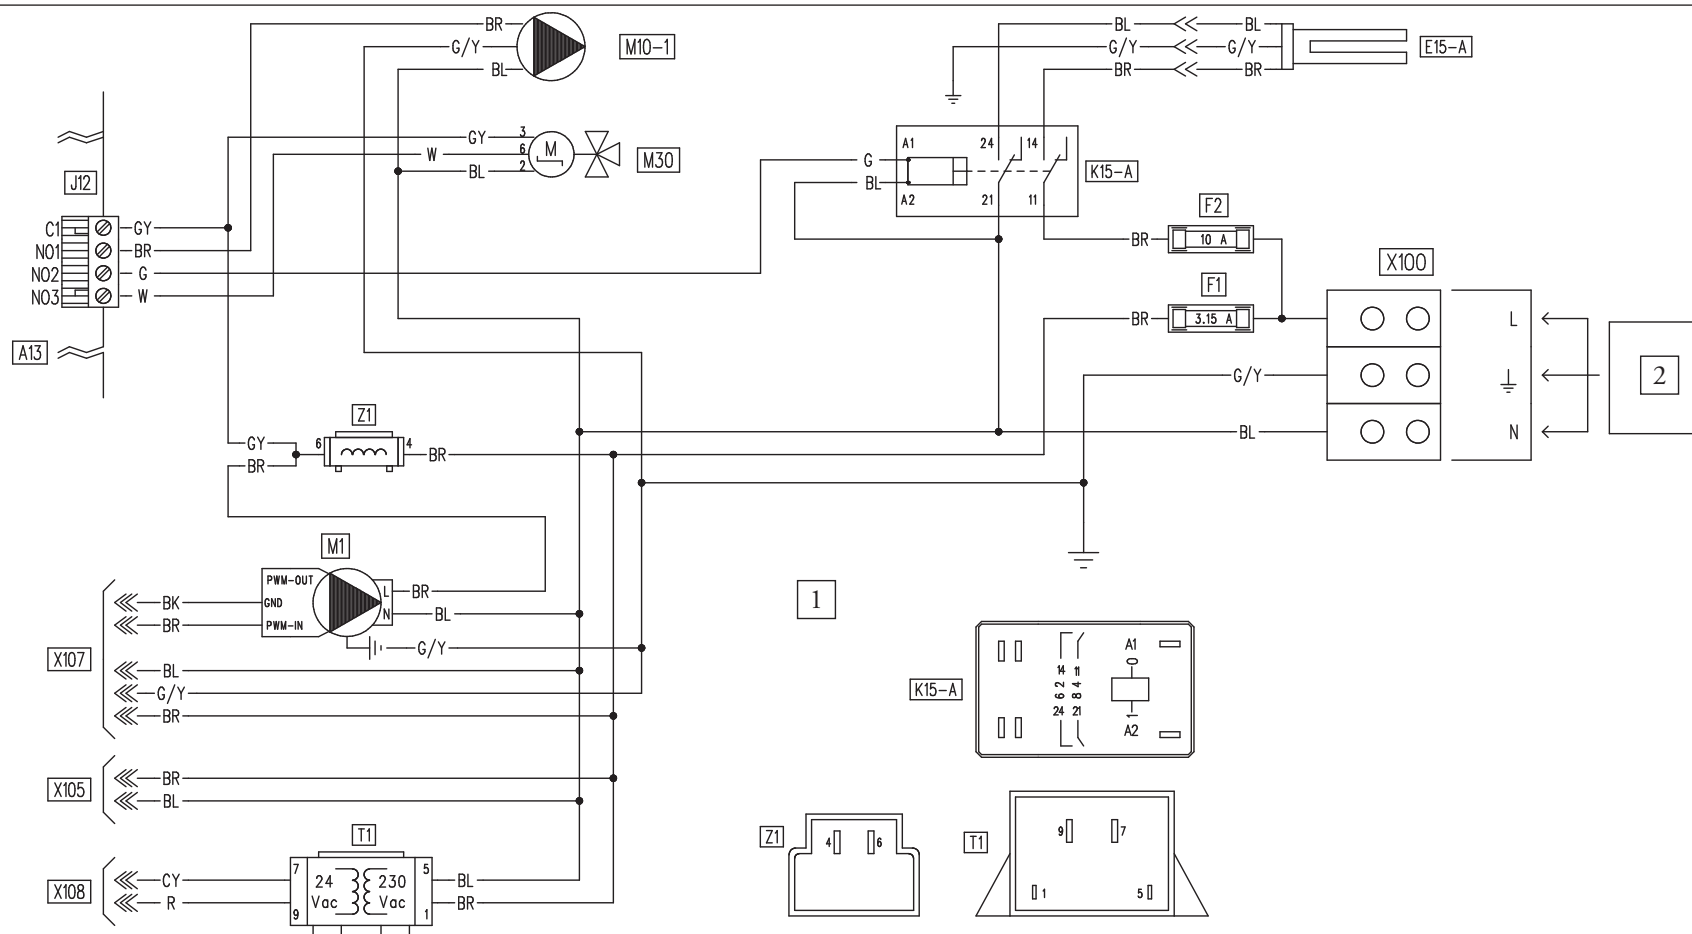 BR
G/Y
BL
M10-1
BL BL
G/Y G/Y
BR BR
E15-A
GY 3
W 6
BL 2
M
M30
J12
C1 GY
NO1 BR
NO2 G
NO3 W
A13
G
BL
A1 24 14
A2 21 11
K15-A
F2
BR 10 A
F1
BR 3.15 A
X100
L
G/Y
N
BL
2
Z1
GY 6 4 BR
BR
M1
PWM-OUT
GND
PWM-IN
L BR
N BL
G/Y
BK
BR
X107
BL
G/Y
BR
X105
BR
BL
T1
X108
CY 7 5 BL
R 9 1 BR
24 230
Vac Vac
1
K15-A
14 11
2 4
6 8
24 21
A1
0
1
A2
Z1
4 6
T1
9 7
1 5